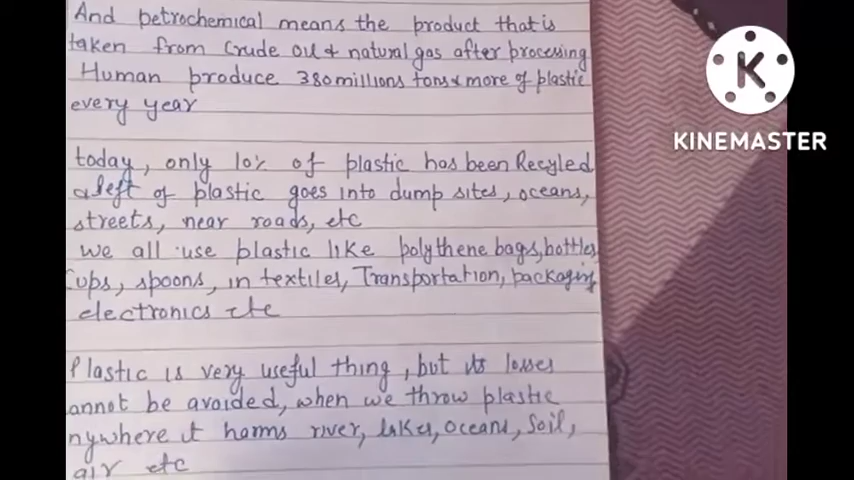 And petrochemical means the product that is
taken from Crude oil & natural gas after processing
Human produce 380 millions tons & more of plastic
every year
today, only 10% of plastic has been Recyled
& left of plastic goes into dump sites, oceans,
streets, near roads, etc
We all use plastic like polythene bags, bottles,
Cups, spoons, in textiles, Transportation, packaging
electronics etc
Plastic is very useful thing, but its losses
annot be avoided, when we throw plastic
nywhere it harms river, lakes, oceans, Soil,
air etc
K
KINEMASTER